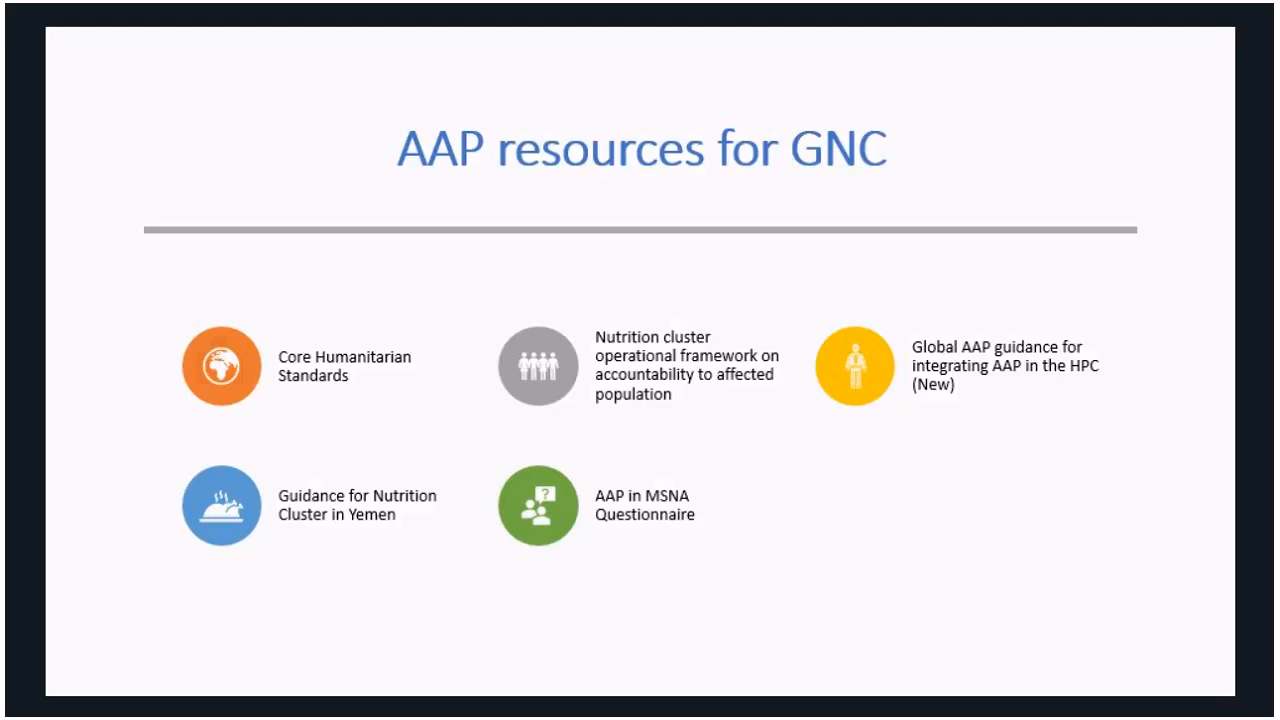 AAP resources for GNC
Core Humanitarian
Standards
Nutrition cluster
operational framework on
accountability to affected
population
Global AAP guidance for
integrating AAP in the HPC
(New)
Guidance for Nutrition
Cluster in Yemen
AAP in MSNA
Questionnaire
?